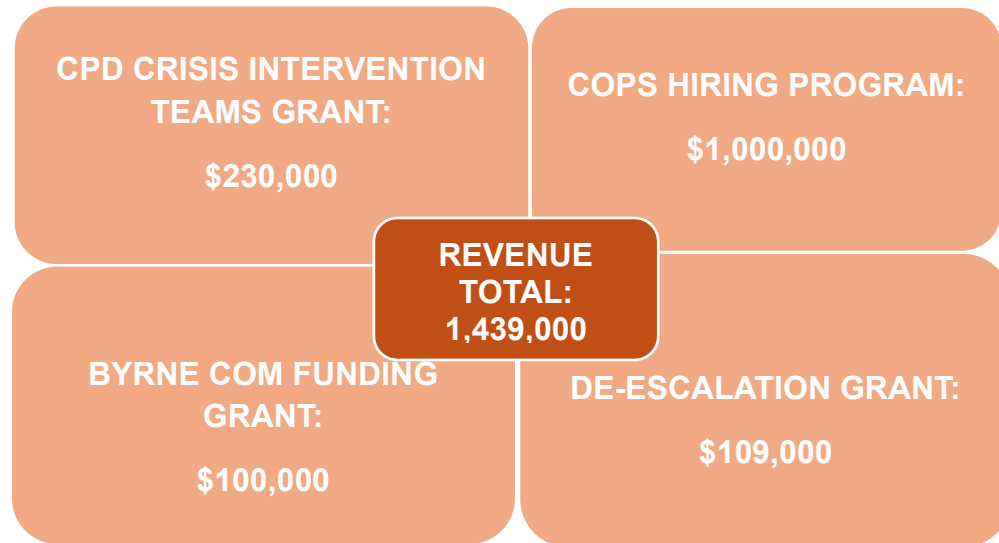 CPD CRISIS INTERVENTION
TEAMS GRANT:
$230,000
COPS HIRING PROGRAM:
$1,000,000
REVENUE
TOTAL:
1,439,000
BYRNE COM FUNDING
GRANT:
$100,000
DE-ESCALATION GRANT:
$109,000